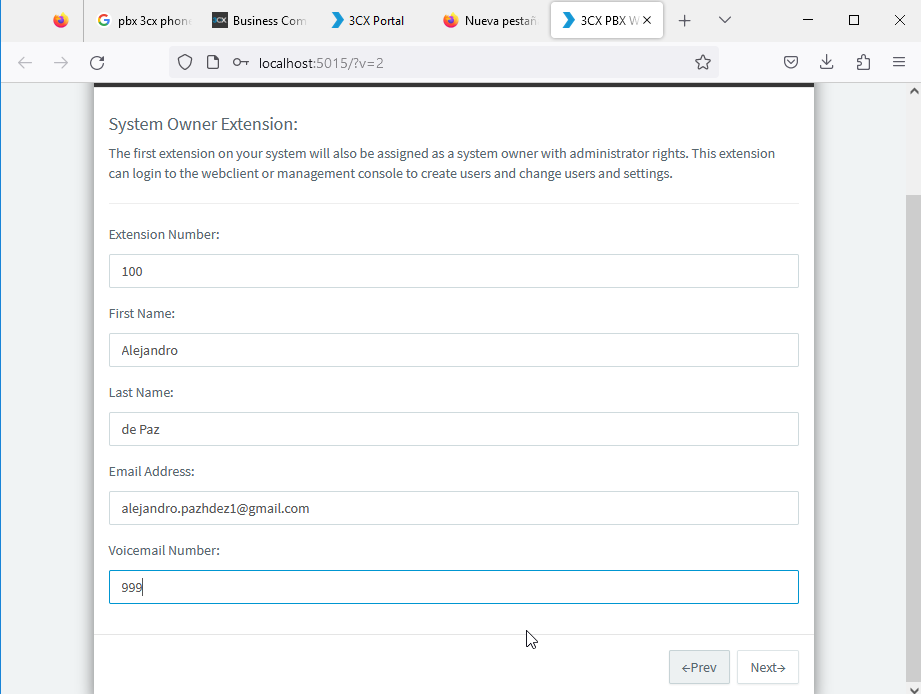 pbx 3cx phone
3CX Business Com
3CX Portal
Nueva pestañ
3CX PBX W
localhost:5015/?v=2
System Owner Extension:
The first extension on your system will also be assigned as a system owner with administrator rights. This extension
can login to the webclient or management console to create users and change users and settings.
Extension Number:
100
First Name:
Alejandro
Last Name:
de Paz
Email Address:
alejandro.pazhdez1@gmail.com
Voicemail Number:
999
←Prev
Next→